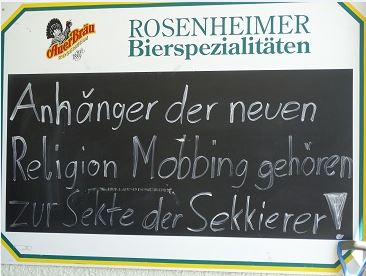 AuerBräu
ROSENHEIMER
Bierspezialitäten
Anhänger der neuen
Religion Mobbing gehören
zur Sekte der Sekkierer!